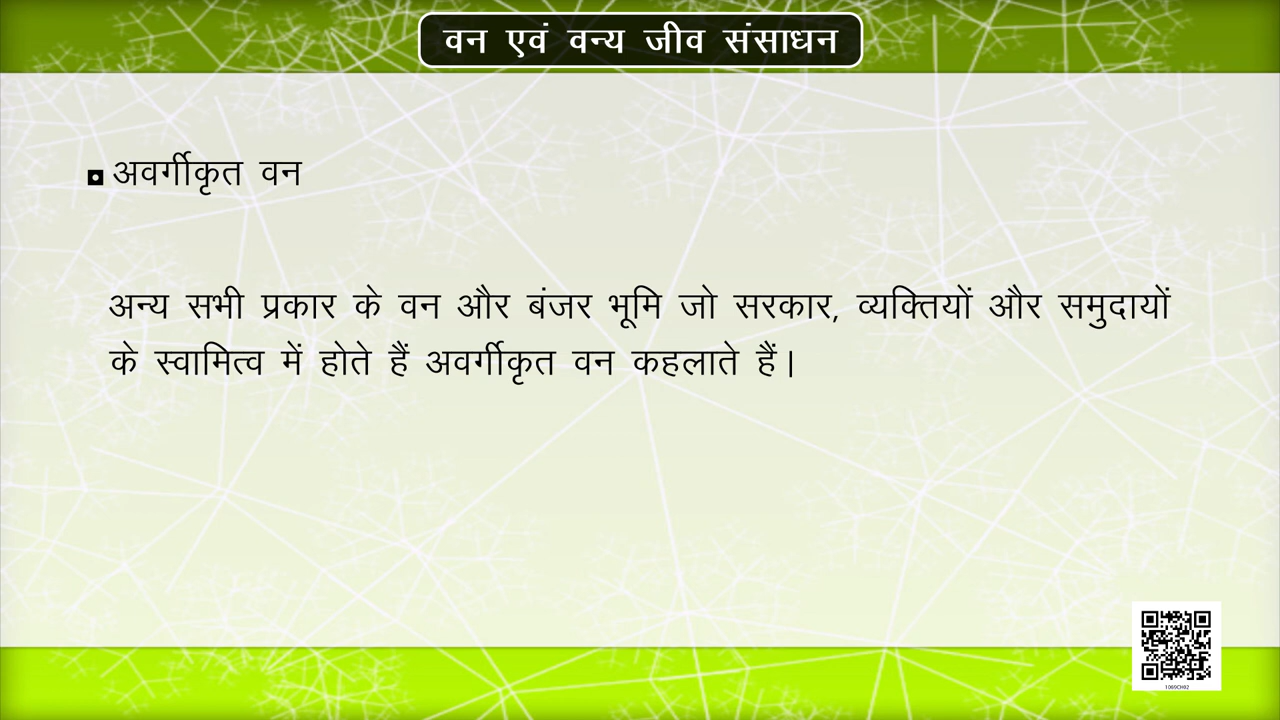 वन एवं वन्य जीव संसाधन
अवर्गीकृत वन
अन्य सभी प्रकार के वन और बंजर भूमि जो सरकार, व्यक्तियों और समुदायों
के स्वामित्व में होते हैं अवर्गीकृत वन कहलाते हैं।
1069CH02